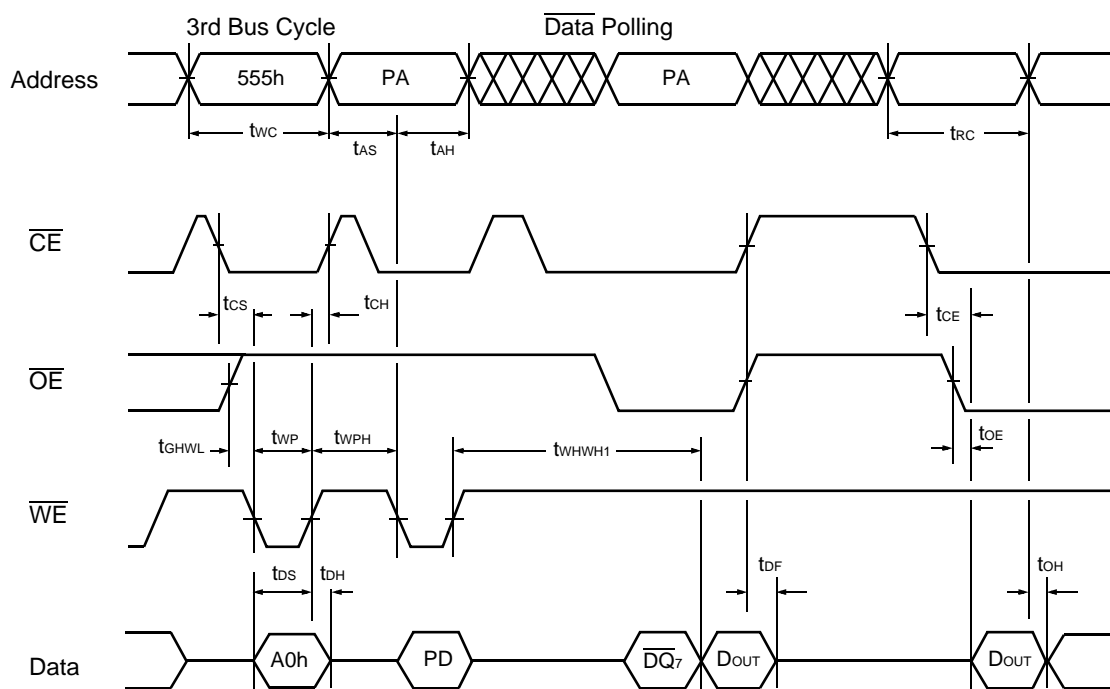 3rd Bus Cycle Data Polling
Address 555h PA PA
tWC tAS tAH tRC
CE
tCS tCH tCE
OE
tGHWL tWP tWPH tWHWH1 tOE
WE
tDS tDH tDF tOH
Data A0h PD DQ7 DOUT DOUT